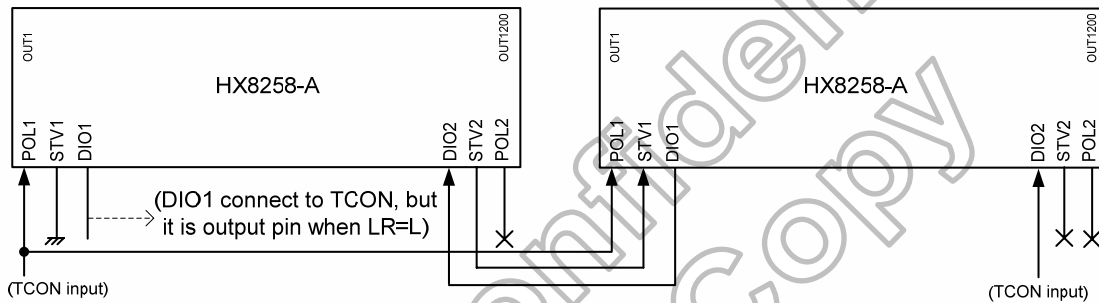 OUT1
OUT1200
HX8258-A
POL1
STV1
DIO1
DIO2
STV2
POL2
(DIO1 connect to TCON, but
it is output pin when LR=L)
(TCON input)
OUT1
OUT1200
HX8258-A
POL1
STV1
DIO1
DIO2
STV2
POL2
(TCON input)
Copy